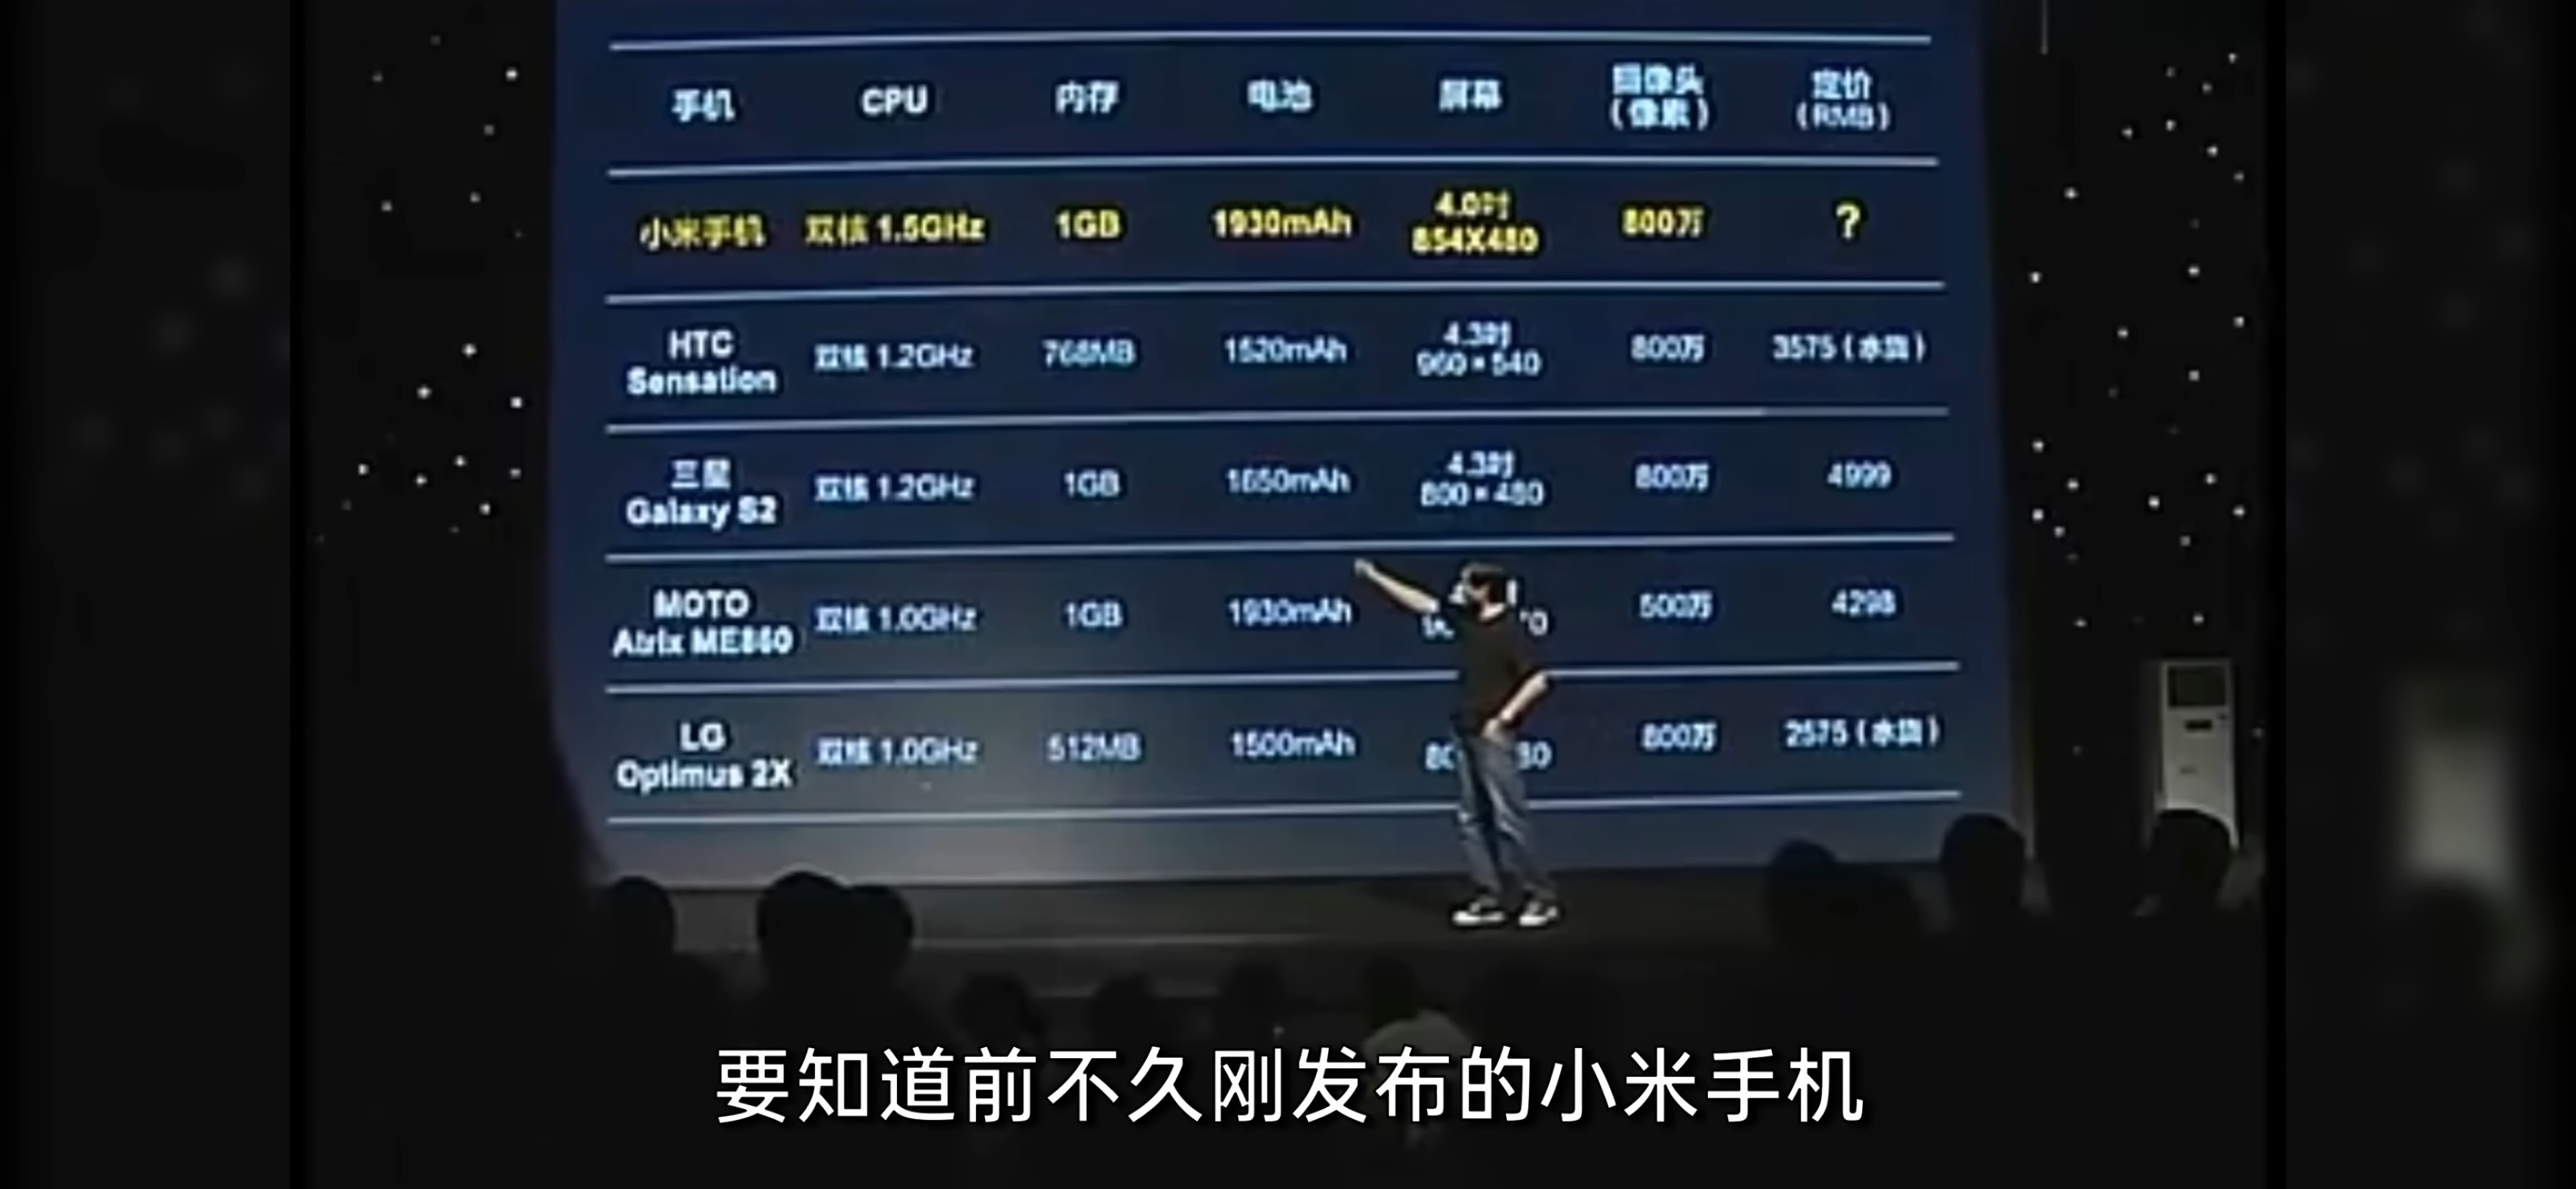 手机 CPU 内存 电池 屏幕 摄像头 定价
(像素) (RMB)
小米手机 双核 1.5GHz 1GB 1930mAh 4.0吋 800万 ?
854X480
HTC
Sensation 双核 1.2GHz 768MB 1520mAh 4.3吋 800万 3575(水货)
960×540
三星
Galaxy S2 双核 1.2GHz 1GB 1650mAh 4.3吋 800万 4999
800×480
MOTO
Atrix ME860 双核 1.0GHz 1GB 1930mAh 500万 4298
LG
Optimus 2X 双核 1.0GHz 512MB 1500mAh 800万 2575(水货)
要知道前不久刚发布的小米手机